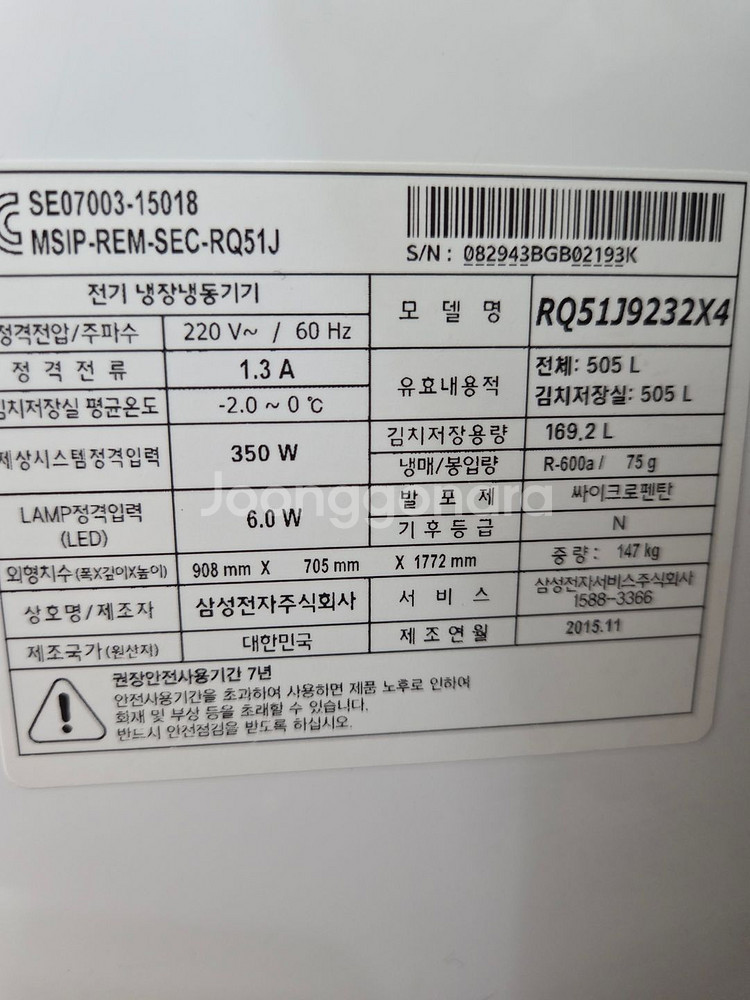 SE07003-15018
MSIP-REM-SEC-RQ51J
S/N : 082943BGB02193K
전기 냉장냉동기기
모 델 명 RQ51J9232X4
정격전압/주파수 220 V~ / 60 Hz
정 격 전 류 1.3 A
유효내용적 전체: 505 L
김치저장실: 505 L
김치저장실 평균온도 -2.0 ~ 0 ℃
김치저장용량 169.2 L
제상시스템정격입력 350 W
냉매/봉입량 R-600a / 75 g
발 포 제 싸이크로펜탄
LAMP정격입력 6.0 W
(LED)
기 후 등 급 N
외형치수(폭X깊이X높이) 908 mm X 705 mm X 1772 mm
중 량 : 147 kg
상호명/제조자 삼성전자주식회사
서 비 스 삼성전자서비스주식회사
1588-3366
제조국가(원산지) 대한민국
제 조 연 월 2015.11
권장안전사용기간 7년
안전사용기간을 초과하여 사용하면 제품 노후로 인하여
화재 및 부상 등을 초래할 수 있습니다.
반드시 안전점검을 받도록 하십시오.
Joonggonara